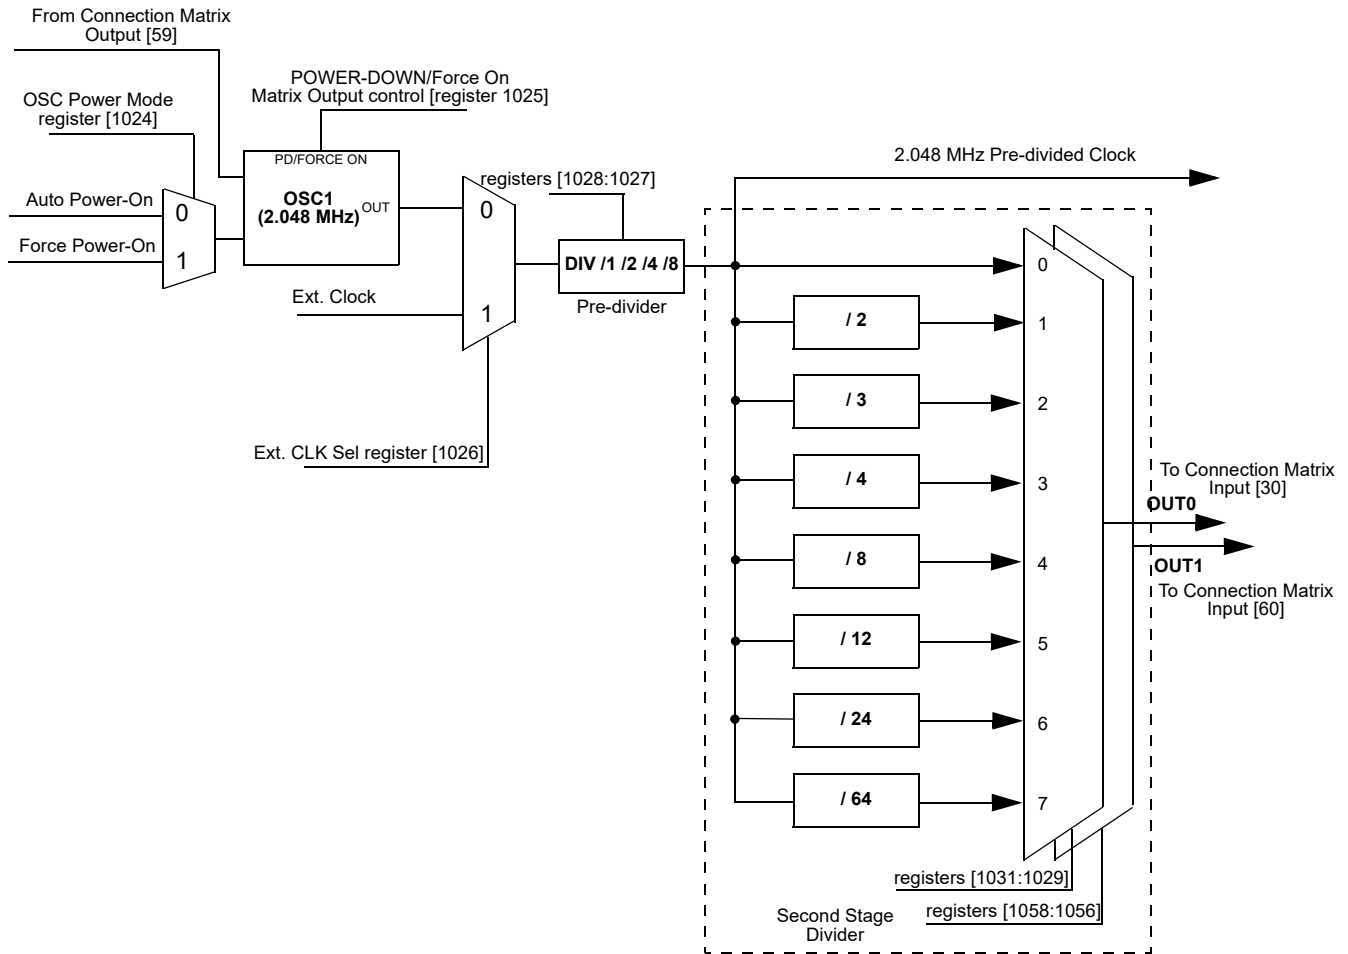 From Connection Matrix
Output [59]
POWER-DOWN/Force On
Matrix Output control [register 1025]
OSC Power Mode
register [1024]
PD/FORCE ON
OSC1
(2.048 MHz)
OUT
Auto Power-On
Force Power-On
0
1
Ext. Clock
0
1
Ext. CLK Sel register [1026]
registers [1028:1027]
DIV /1 /2 /4 /8
Pre-divider
2.048 MHz Pre-divided Clock
0
/ 2
1
/ 3
2
/ 4
3
/ 8
4
/ 12
5
/ 24
6
/ 64
7
To Connection Matrix
Input [30]
OUT0
OUT1
To Connection Matrix
Input [60]
registers [1031:1029]
registers [1058:1056]
Second Stage
Divider